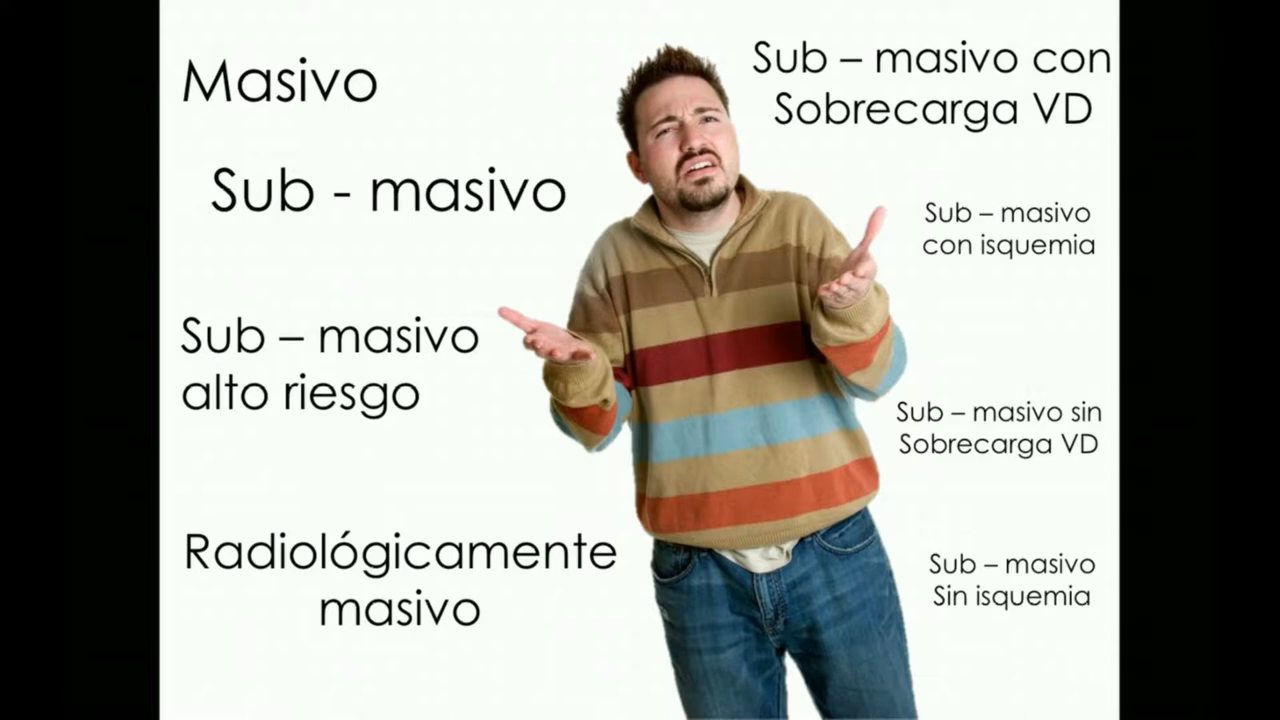 Masivo
Sub - masivo
Sub – masivo
alto riesgo
Radiológicamente
masivo
Sub – masivo con
Sobrecarga VD
Sub – masivo
con isquemia
Sub – masivo sin
Sobrecarga VD
Sub – masivo
Sin isquemia